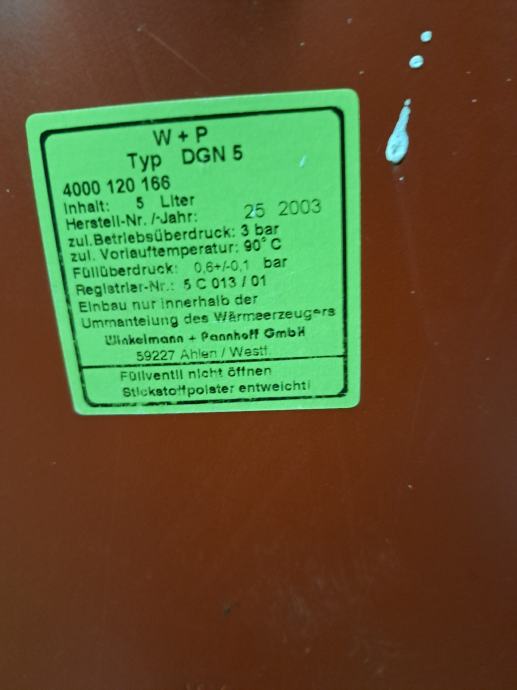 W + P
Typ DGN 5
4000 120 166
Inhalt: 5 Liter
Herstell-Nr. /-Jahr: 25 2003
zul.Betriebsüberdruck: 3 bar
zul. Vorlauftemperatur: 90° C
Füllüberdruck: 0,6+/-0,1 bar
Registrier-Nr.: 5 C 013 / 01
Einbau nur innerhalb der
Ummantelung des Wärmeerzeugers
Winkelmann + Pannhoff GmbH
59227 Ahlen / Westf.
Füllventil nicht öffnen
Stickstoffpolster entweicht!